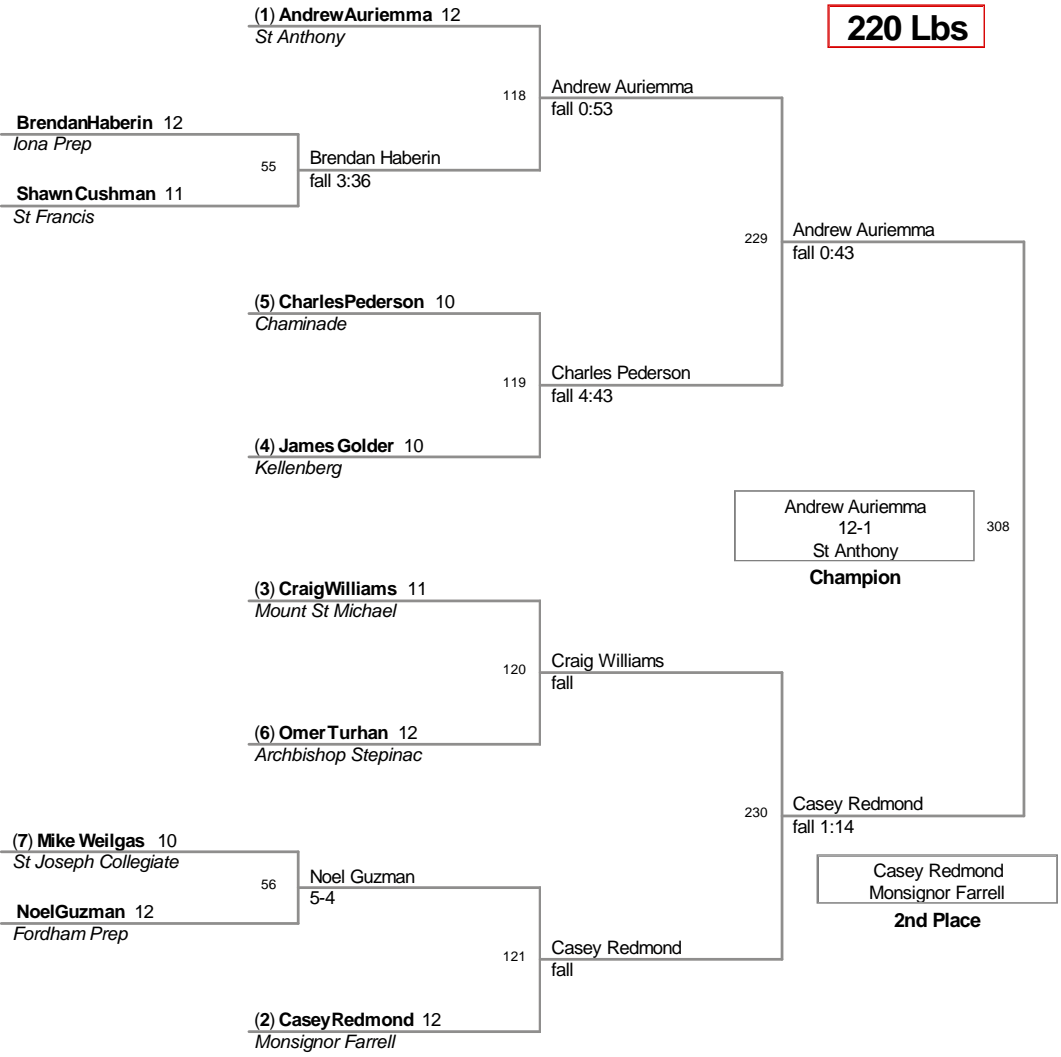 (1) AndrewAuriemma 12
St Anthony
220 Lbs
118
Andrew Auriemma
fall 0:53
BrendanHaberin 12
Iona Prep
55
Brendan Haberin
fall 3:36
ShawnCushman 11
St Francis
229
Andrew Auriemma
fall 0:43
(5) CharlesPederson 10
Chaminade
119
Charles Pederson
fall 4:43
(4) JamesGolder 10
Kellenberg
Andrew Auriemma
12-1
St Anthony
Champion
308
(3) CraigWilliams 11
Mount St Michael
120
Craig Williams
fall
(6) OmerTurhan 12
Archbishop Stepinac
230
Casey Redmond
fall 1:14
(7) Mike Weilgas 10
St Joseph Collegiate
56
Noel Guzman
5-4
NoelGuzman 12
Fordham Prep
Casey Redmond
Monsignor Farrell
2nd Place
121
Casey Redmond
fall
(2) CaseyRedmond 12
Monsignor Farrell